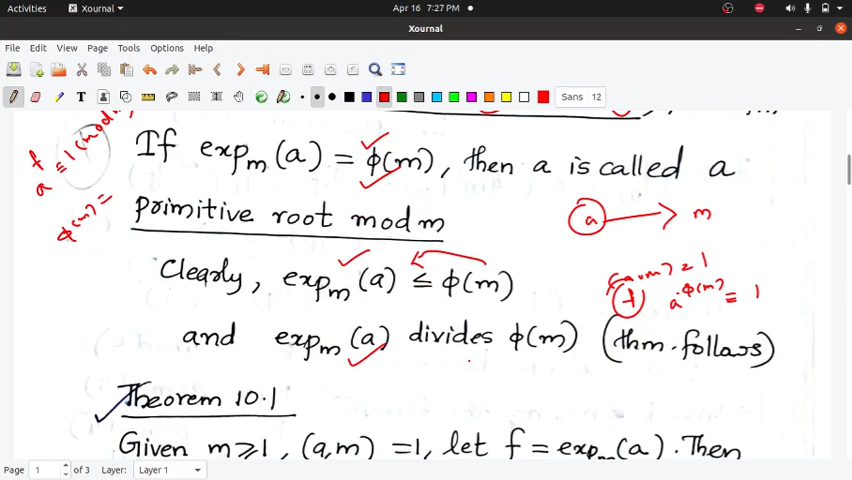 Activities Xournal Apr 16 7:27 PM
Xournal
File Edit View Page Tools Options Help
Sans 12
If expₘ(a) = ϕ(m), then a is called a
primitive root mod m
f
a ≡ 1 (mod m)
ϕ(m) =
a → m
Clearly, expₘ(a) ≤ ϕ(m)
(a,m) = 1
f a^ϕ(m) ≡ 1
and expₘ(a) divides ϕ(m) (thm. follows)
Theorem 10.1
Given m ⩾ 1, (a,m) = 1, let f = expₘ(a). Then
Page 1 of 3 Layer: Layer 1